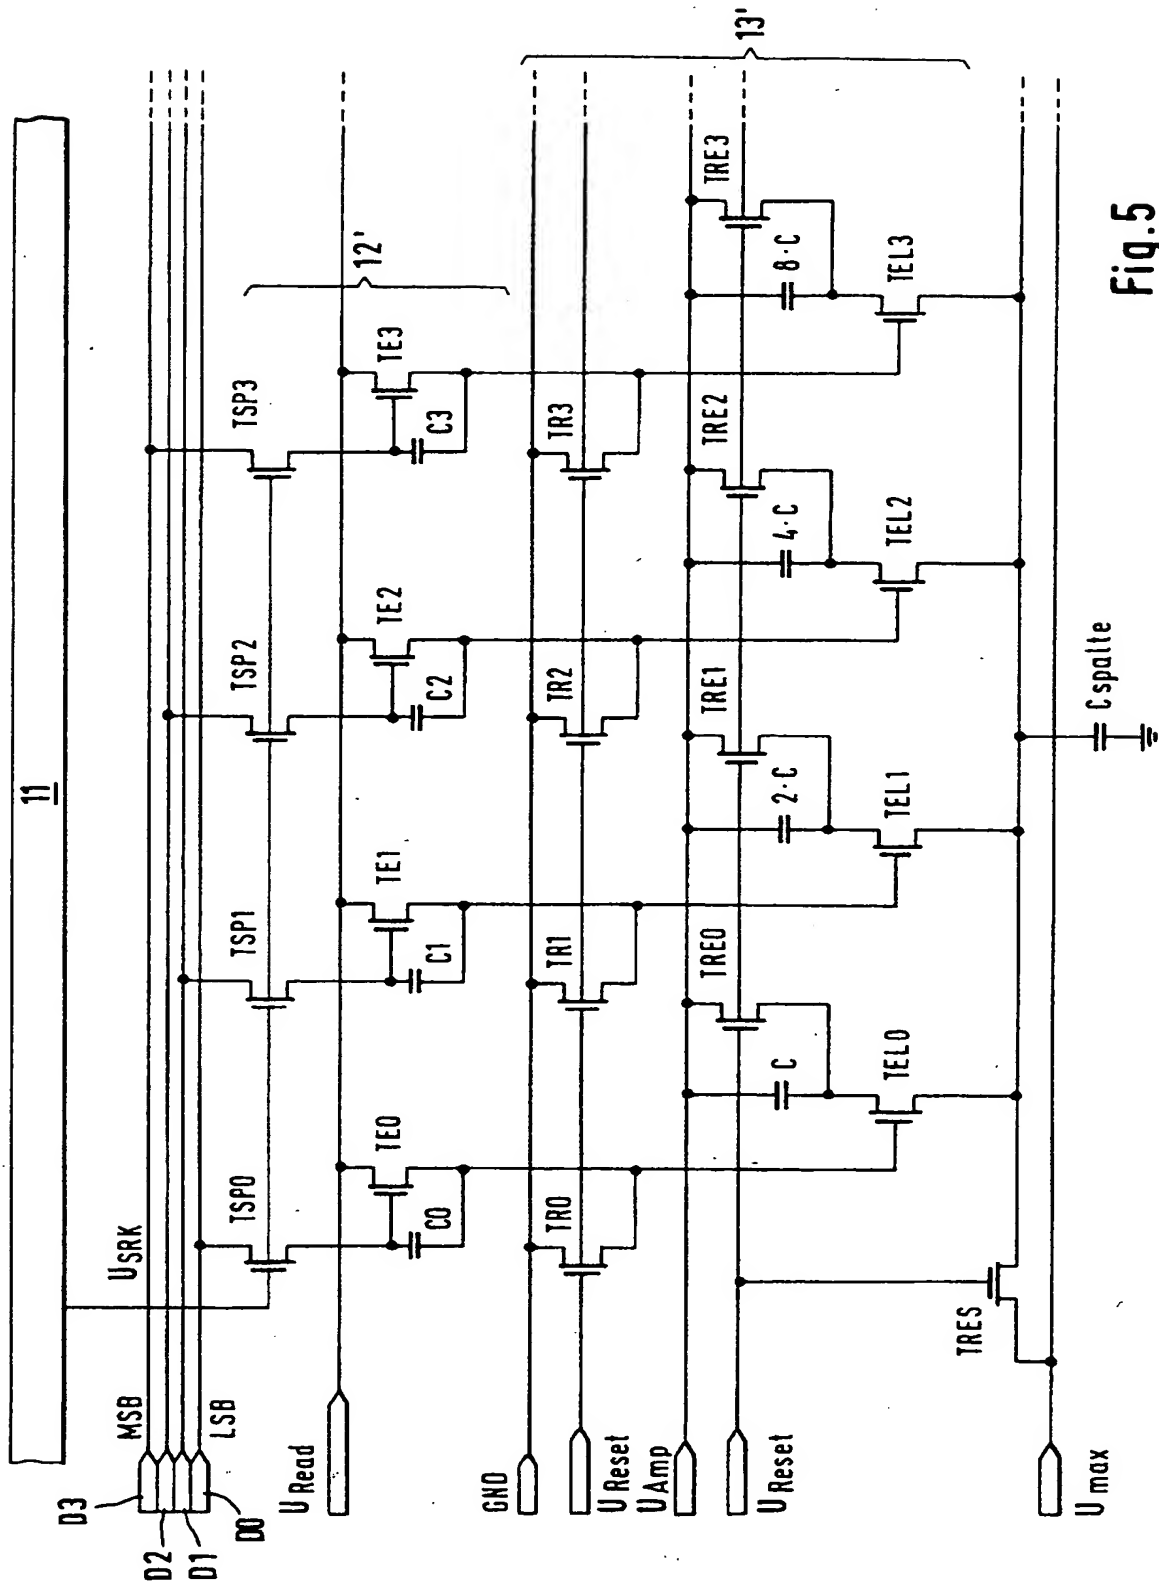 11
D3
D2
D1
D0
MSB
LSB
USRK
TSP0
TSP1
TSP2
TSP3
URead
TE0
TE1
TE2
TE3
C0
C1
C2
C3
12'
GND
UReset
TR0
TR1
TR2
TR3
13'
UAmp
UReset
TRE0
TRE1
TRE2
TRE3
C
2·C
4·C
8·C
TEL0
TEL1
TEL2
TEL3
TRES
Umax
Cspalte
Fig.5